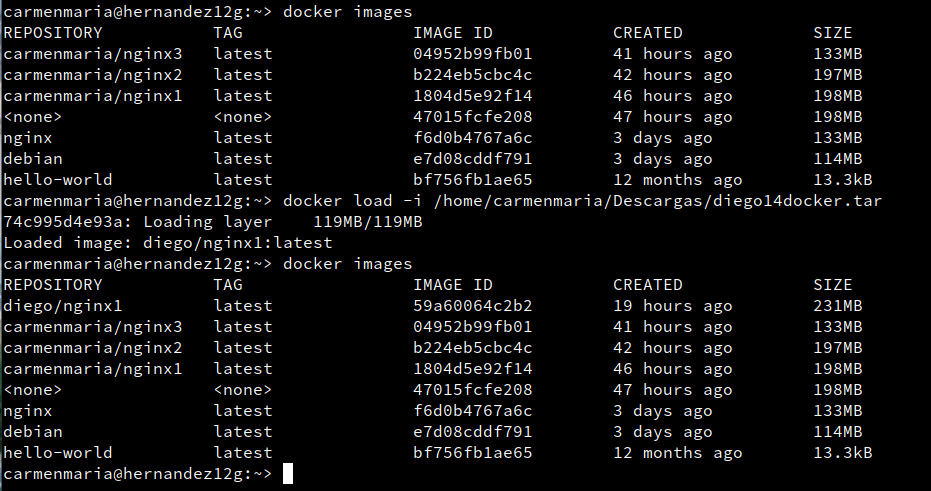 carmenmaria@hernandez12g:~> docker images
REPOSITORY TAG IMAGE ID CREATED SIZE
carmenmaria/nginx3 latest 04952b99fb01 41 hours ago 133MB
carmenmaria/nginx2 latest b224eb5cbc4c 42 hours ago 197MB
carmenmaria/nginx1 latest 1804d5e92f14 46 hours ago 198MB
<none> <none> 47015fcfe208 47 hours ago 198MB
nginx latest f6d0b4767a6c 3 days ago 133MB
debian latest e7d08cddf791 3 days ago 114MB
hello-world latest bf756fb1ae65 12 months ago 13.3kB
carmenmaria@hernandez12g:~> docker load -i /home/carmenmaria/Descargas/diego14docker.tar
74c995d4e93a: Loading layer 119MB/119MB
Loaded image: diego/nginx1:latest
carmenmaria@hernandez12g:~> docker images
REPOSITORY TAG IMAGE ID CREATED SIZE
diego/nginx1 latest 59a60064c2b2 19 hours ago 231MB
carmenmaria/nginx3 latest 04952b99fb01 41 hours ago 133MB
carmenmaria/nginx2 latest b224eb5cbc4c 42 hours ago 197MB
carmenmaria/nginx1 latest 1804d5e92f14 46 hours ago 198MB
<none> <none> 47015fcfe208 47 hours ago 198MB
nginx latest f6d0b4767a6c 3 days ago 133MB
debian latest e7d08cddf791 3 days ago 114MB
hello-world latest bf756fb1ae65 12 months ago 13.3kB
carmenmaria@hernandez12g:~>